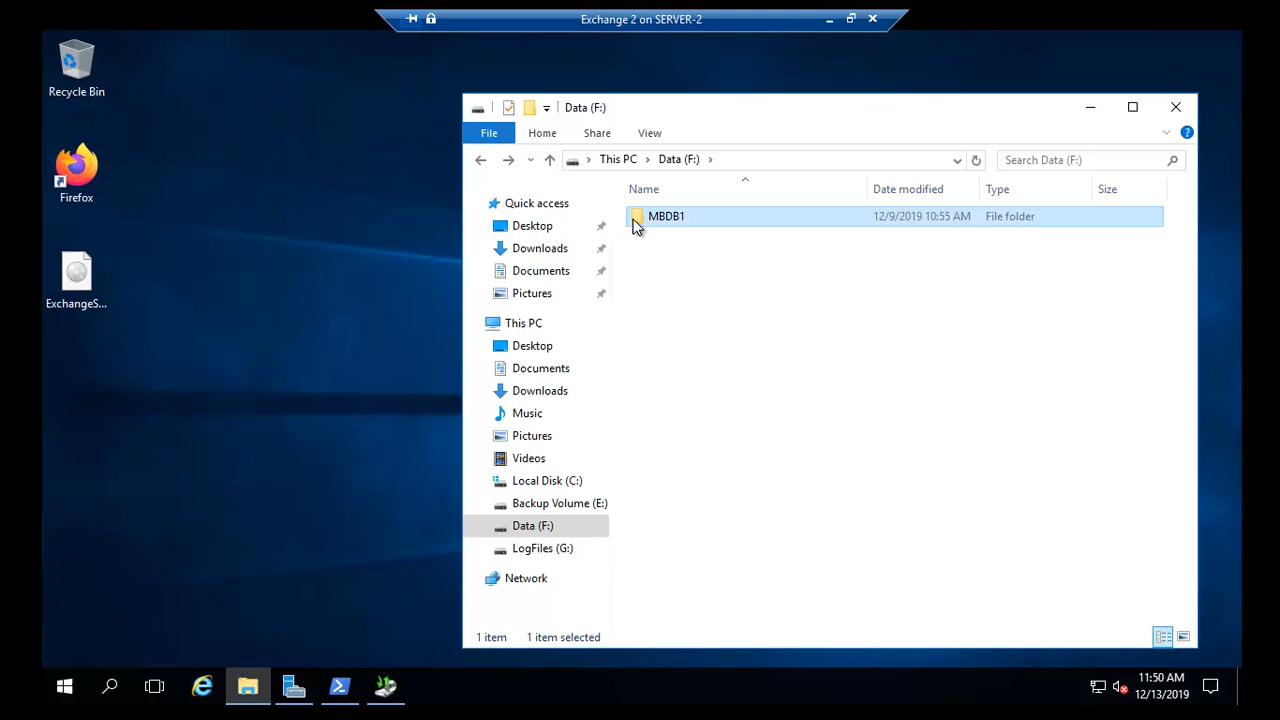 Exchange 2 on SERVER-2
Recycle Bin
Firefox
ExchangeS...
Data (F:)
File Home Share View
This PC Data (F:)
Search Data (F:)
Name Date modified Type Size
MBDB1 12/9/2019 10:55 AM File folder
Quick access
Desktop
Downloads
Documents
Pictures
This PC
Desktop
Documents
Downloads
Music
Pictures
Videos
Local Disk (C:)
Backup Volume (E:)
Data (F:)
LogFiles (G:)
Network
1 item 1 item selected
11:50 AM
12/13/2019